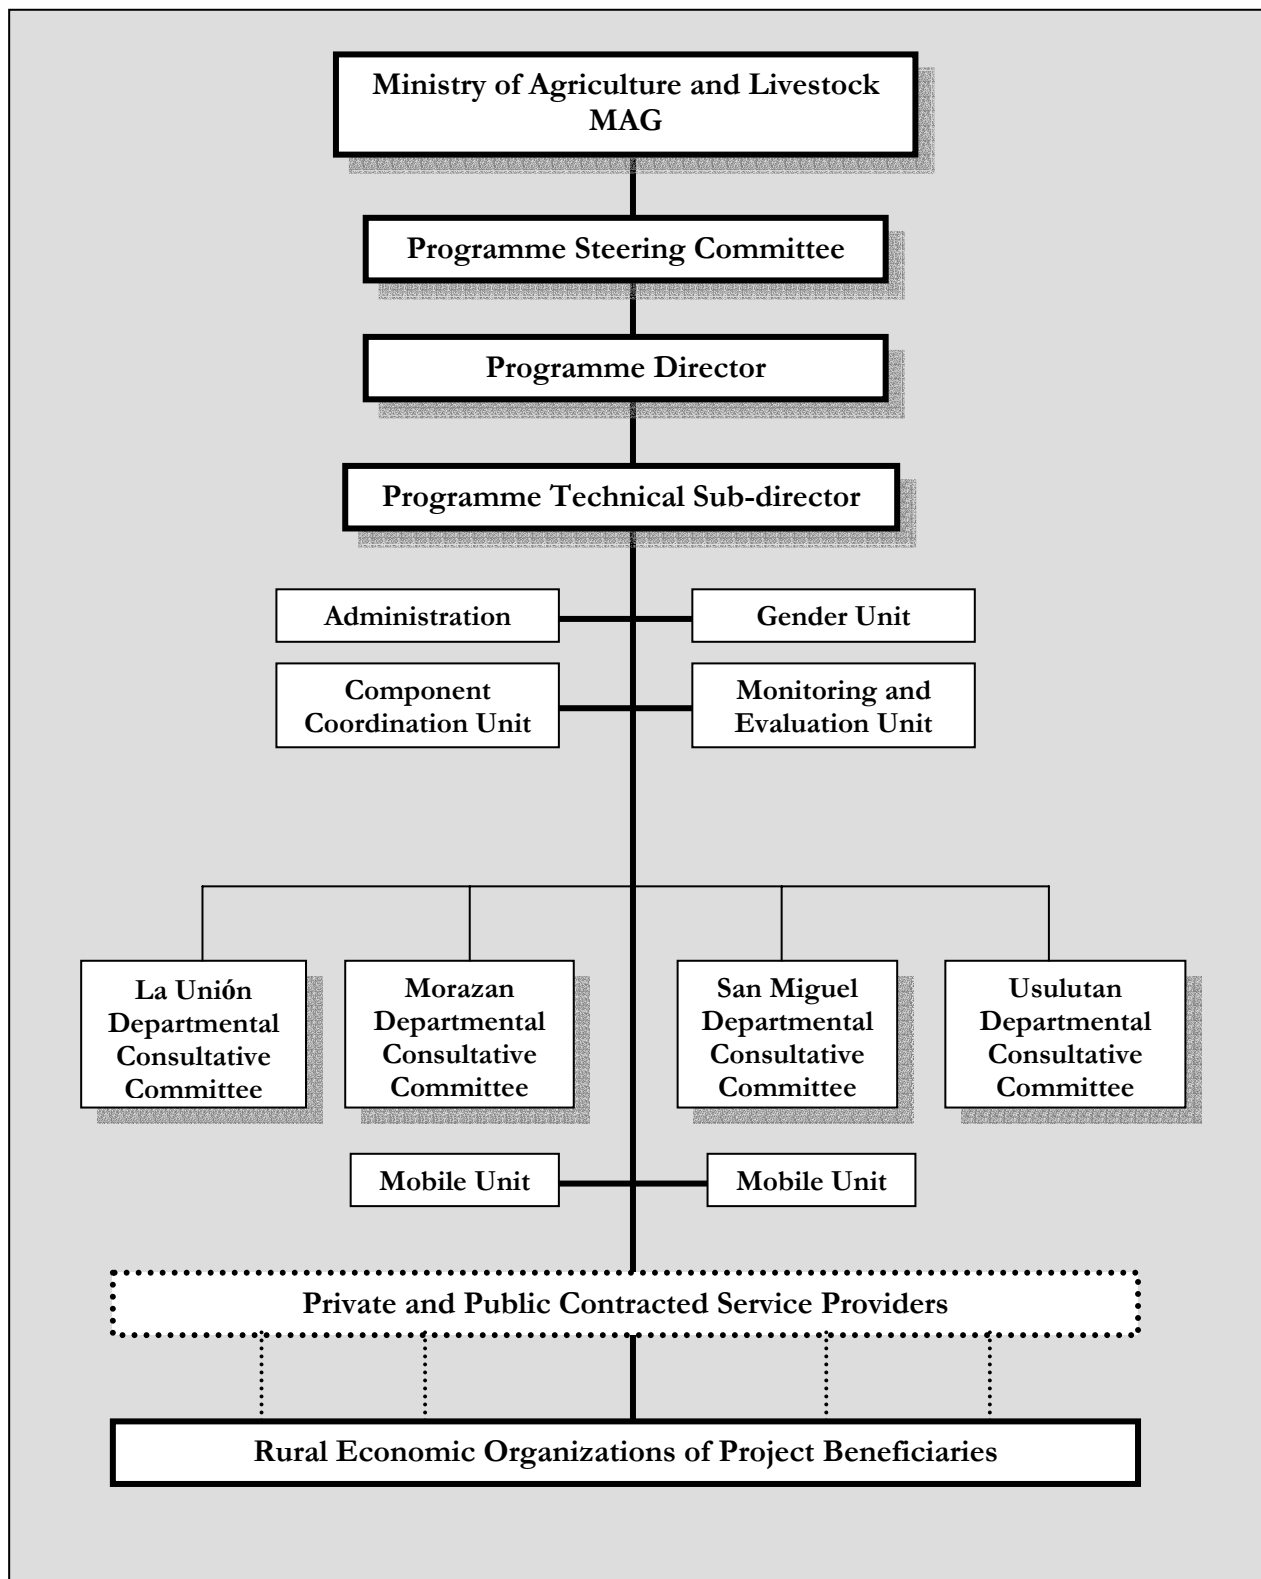 Ministry of Agriculture and Livestock
MAG
Programme Steering Committee
Programme Director
Programme Technical Sub-director
Administration
Gender Unit
Component
Coordination Unit
Monitoring and
Evaluation Unit
La Unión
Departmental
Consultative
Committee
Morazan
Departmental
Consultative
Committee
San Miguel
Departmental
Consultative
Committee
Usulutan
Departmental
Consultative
Committee
Mobile Unit
Mobile Unit
Private and Public Contracted Service Providers
Rural Economic Organizations of Project Beneficiaries